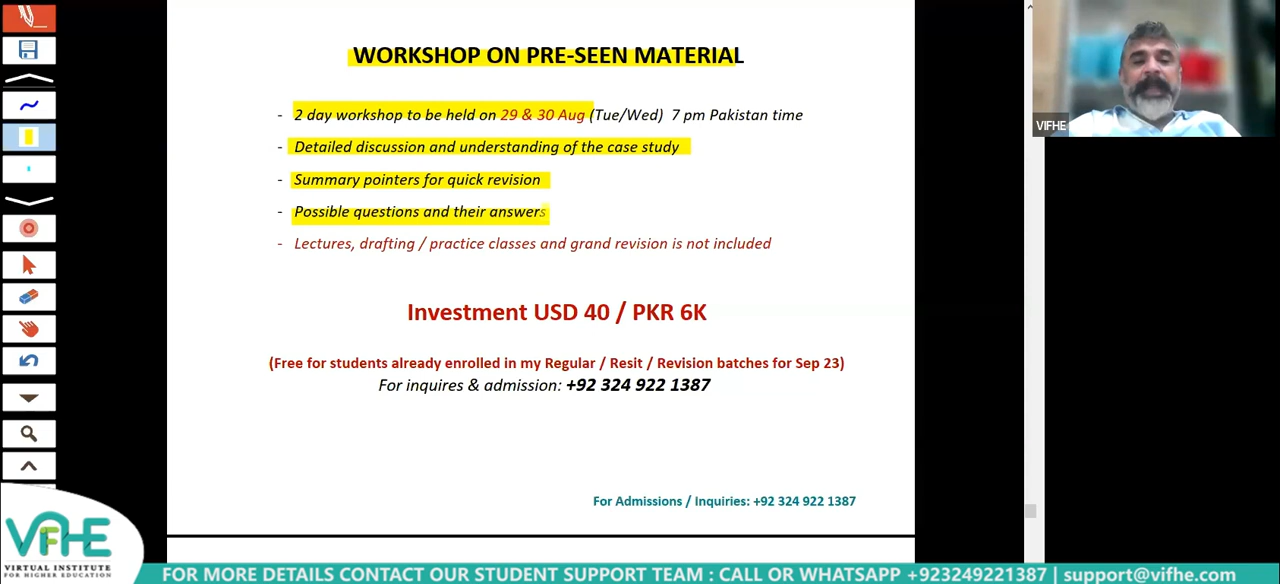 WORKSHOP ON PRE-SEEN MATERIAL
- 2 day workshop to be held on 29 & 30 Aug (Tue/Wed) 7 pm Pakistan time
- Detailed discussion and understanding of the case study
- Summary pointers for quick revision
- Possible questions and their answers
- Lectures, drafting / practice classes and grand revision is not included
Investment USD 40 / PKR 6K
(Free for students already enrolled in my Regular / Resit / Revision batches for Sep 23)
For inquires & admission: +92 324 922 1387
For Admissions / Inquiries: +92 324 922 1387
VIFHE
VIFHE
VIRTUAL INSTITUTE
FOR HIGHER EDUCATION
FOR MORE DETAILS CONTACT OUR STUDENT SUPPORT TEAM : CALL OR WHATSAPP +923249221387 | support@vifhe.com